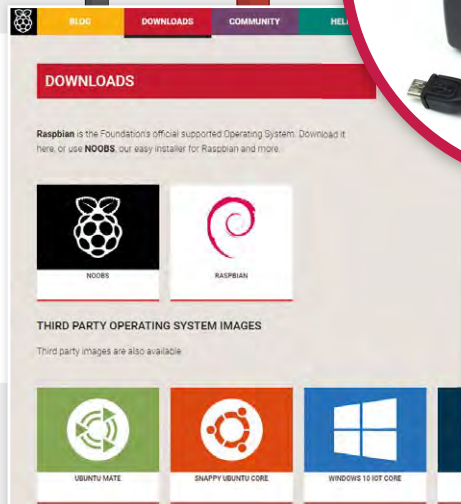 BLOG DOWNLOADS COMMUNITY HEL
DOWNLOADS
Raspbian is the Foundation's official supported Operating System. Download it
here, or use NOOBS, our easy installer for Raspbian and more.
NOOBS RASPBIAN
THIRD PARTY OPERATING SYSTEM IMAGES
Third party images are also available
UBUNTU MATE SNAPPY UBUNTU CORE WINDOWS 10 IOT CORE